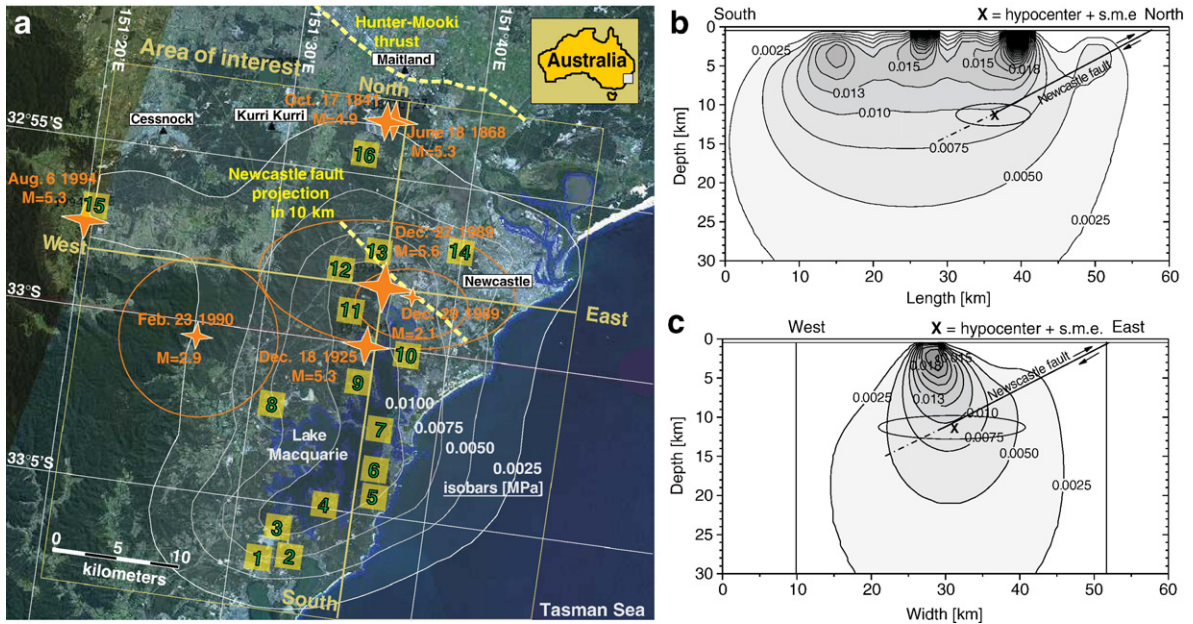 a
151°20'E
151°30'E
151°40'E
Hunter-Mooki
thrust
Maitland
Australia
Area of interest
North
Oct. 17 1841
M=4.9
June 18 1868
M=5.3
32°55'S
Cessnock
Kurri Kurri
16
Aug. 6 1994
M=5.3
15
Newcastle fault
projection
in 10 km
West
Dec. 27 1989
M=5.6
13
14
12
Newcastle
33°S
11
East
Feb. 23 1990
M=2.9
Dec. 29 1989
M=2.1
Dec. 18 1925
M=5.3
10
9
8
0.0100
0.0075
0.0050
0.0025
isobars [MPa]
Lake
Macquarie
7
33°5'S
6
5
4
3
1
2
0 5 10
kilometers
South
Tasman Sea
b
South
X = hypocenter + s.m.e
North
0.0025
0.015
0.015
0.018
0.013
0.010
0.0075
0.0050
0.0025
Newcastle fault
X
Depth [km]
0
5
10
15
20
25
30
0 10 20 30 40 50 60
Length [km]
c
West
X = hypocenter + s.m.e.
East
0.015
0.018
0.013
0.0025
0.010
0.0075
0.0050
0.0025
Newscastle fault
X
Depth [km]
0
5
10
15
20
25
30
0 10 20 30 40 50 60
Width [km]